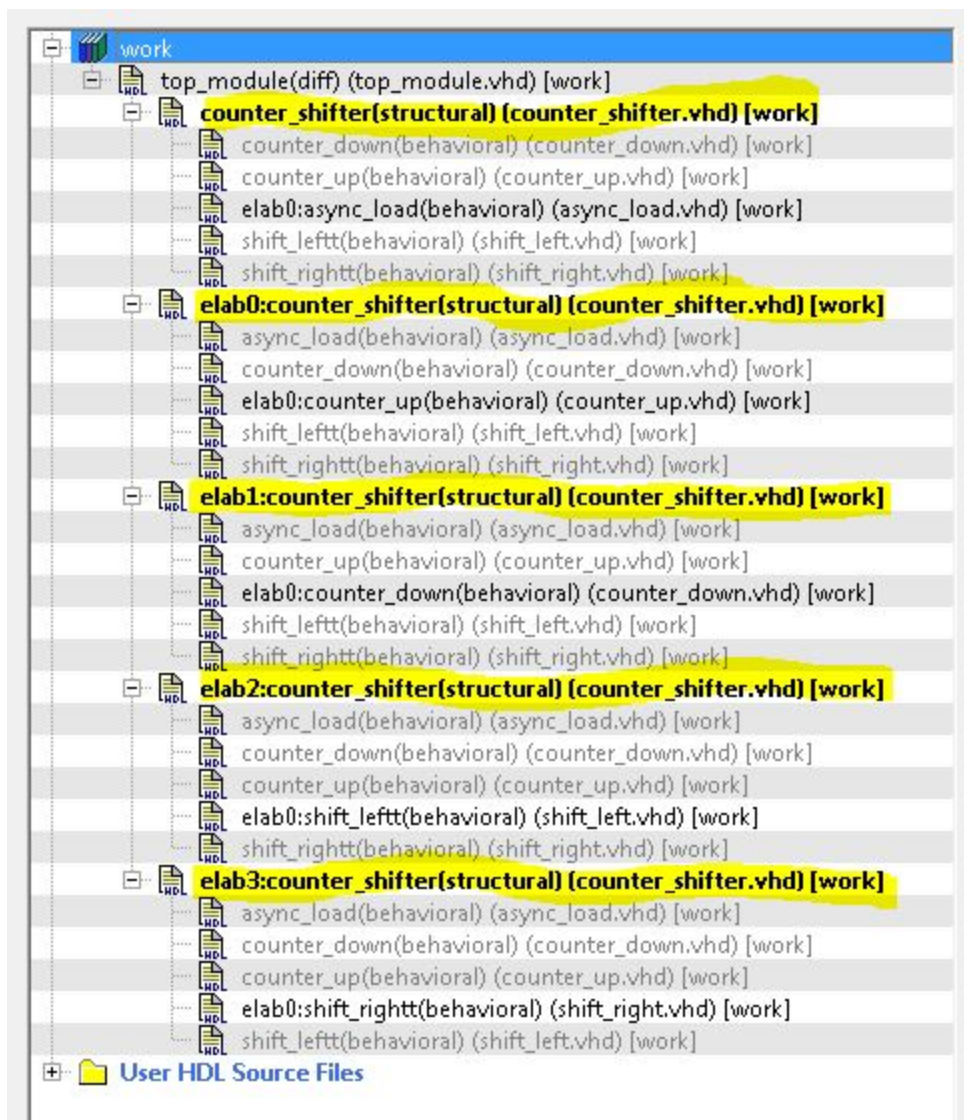 work
top_module(diff) (top_module.vhd) [work]
counter_shifter(structural) (counter_shifter.vhd) [work]
counter_down(behavioral) (counter_down.vhd) [work]
counter_up(behavioral) (counter_up.vhd) [work]
elab0:async_load(behavioral) (async_load.vhd) [work]
shift_leftt(behavioral) (shift_left.vhd) [work]
shift_rightt(behavioral) (shift_right.vhd) [work]
elab0:counter_shifter(structural) (counter_shifter.vhd) [work]
async_load(behavioral) (async_load.vhd) [work]
counter_down(behavioral) (counter_down.vhd) [work]
elab0:counter_up(behavioral) (counter_up.vhd) [work]
shift_leftt(behavioral) (shift_left.vhd) [work]
shift_rightt(behavioral) (shift_right.vhd) [work]
elab1:counter_shifter(structural) (counter_shifter.vhd) [work]
async_load(behavioral) (async_load.vhd) [work]
counter_up(behavioral) (counter_up.vhd) [work]
elab0:counter_down(behavioral) (counter_down.vhd) [work]
shift_leftt(behavioral) (shift_left.vhd) [work]
shift_rightt(behavioral) (shift_right.vhd) [work]
elab2:counter_shifter(structural) (counter_shifter.vhd) [work]
async_load(behavioral) (async_load.vhd) [work]
counter_down(behavioral) (counter_down.vhd) [work]
counter_up(behavioral) (counter_up.vhd) [work]
elab0:shift_leftt(behavioral) (shift_left.vhd) [work]
shift_rightt(behavioral) (shift_right.vhd) [work]
elab3:counter_shifter(structural) (counter_shifter.vhd) [work]
async_load(behavioral) (async_load.vhd) [work]
counter_down(behavioral) (counter_down.vhd) [work]
counter_up(behavioral) (counter_up.vhd) [work]
elab0:shift_rightt(behavioral) (shift_right.vhd) [work]
shift_leftt(behavioral) (shift_left.vhd) [work]
User HDL Source Files